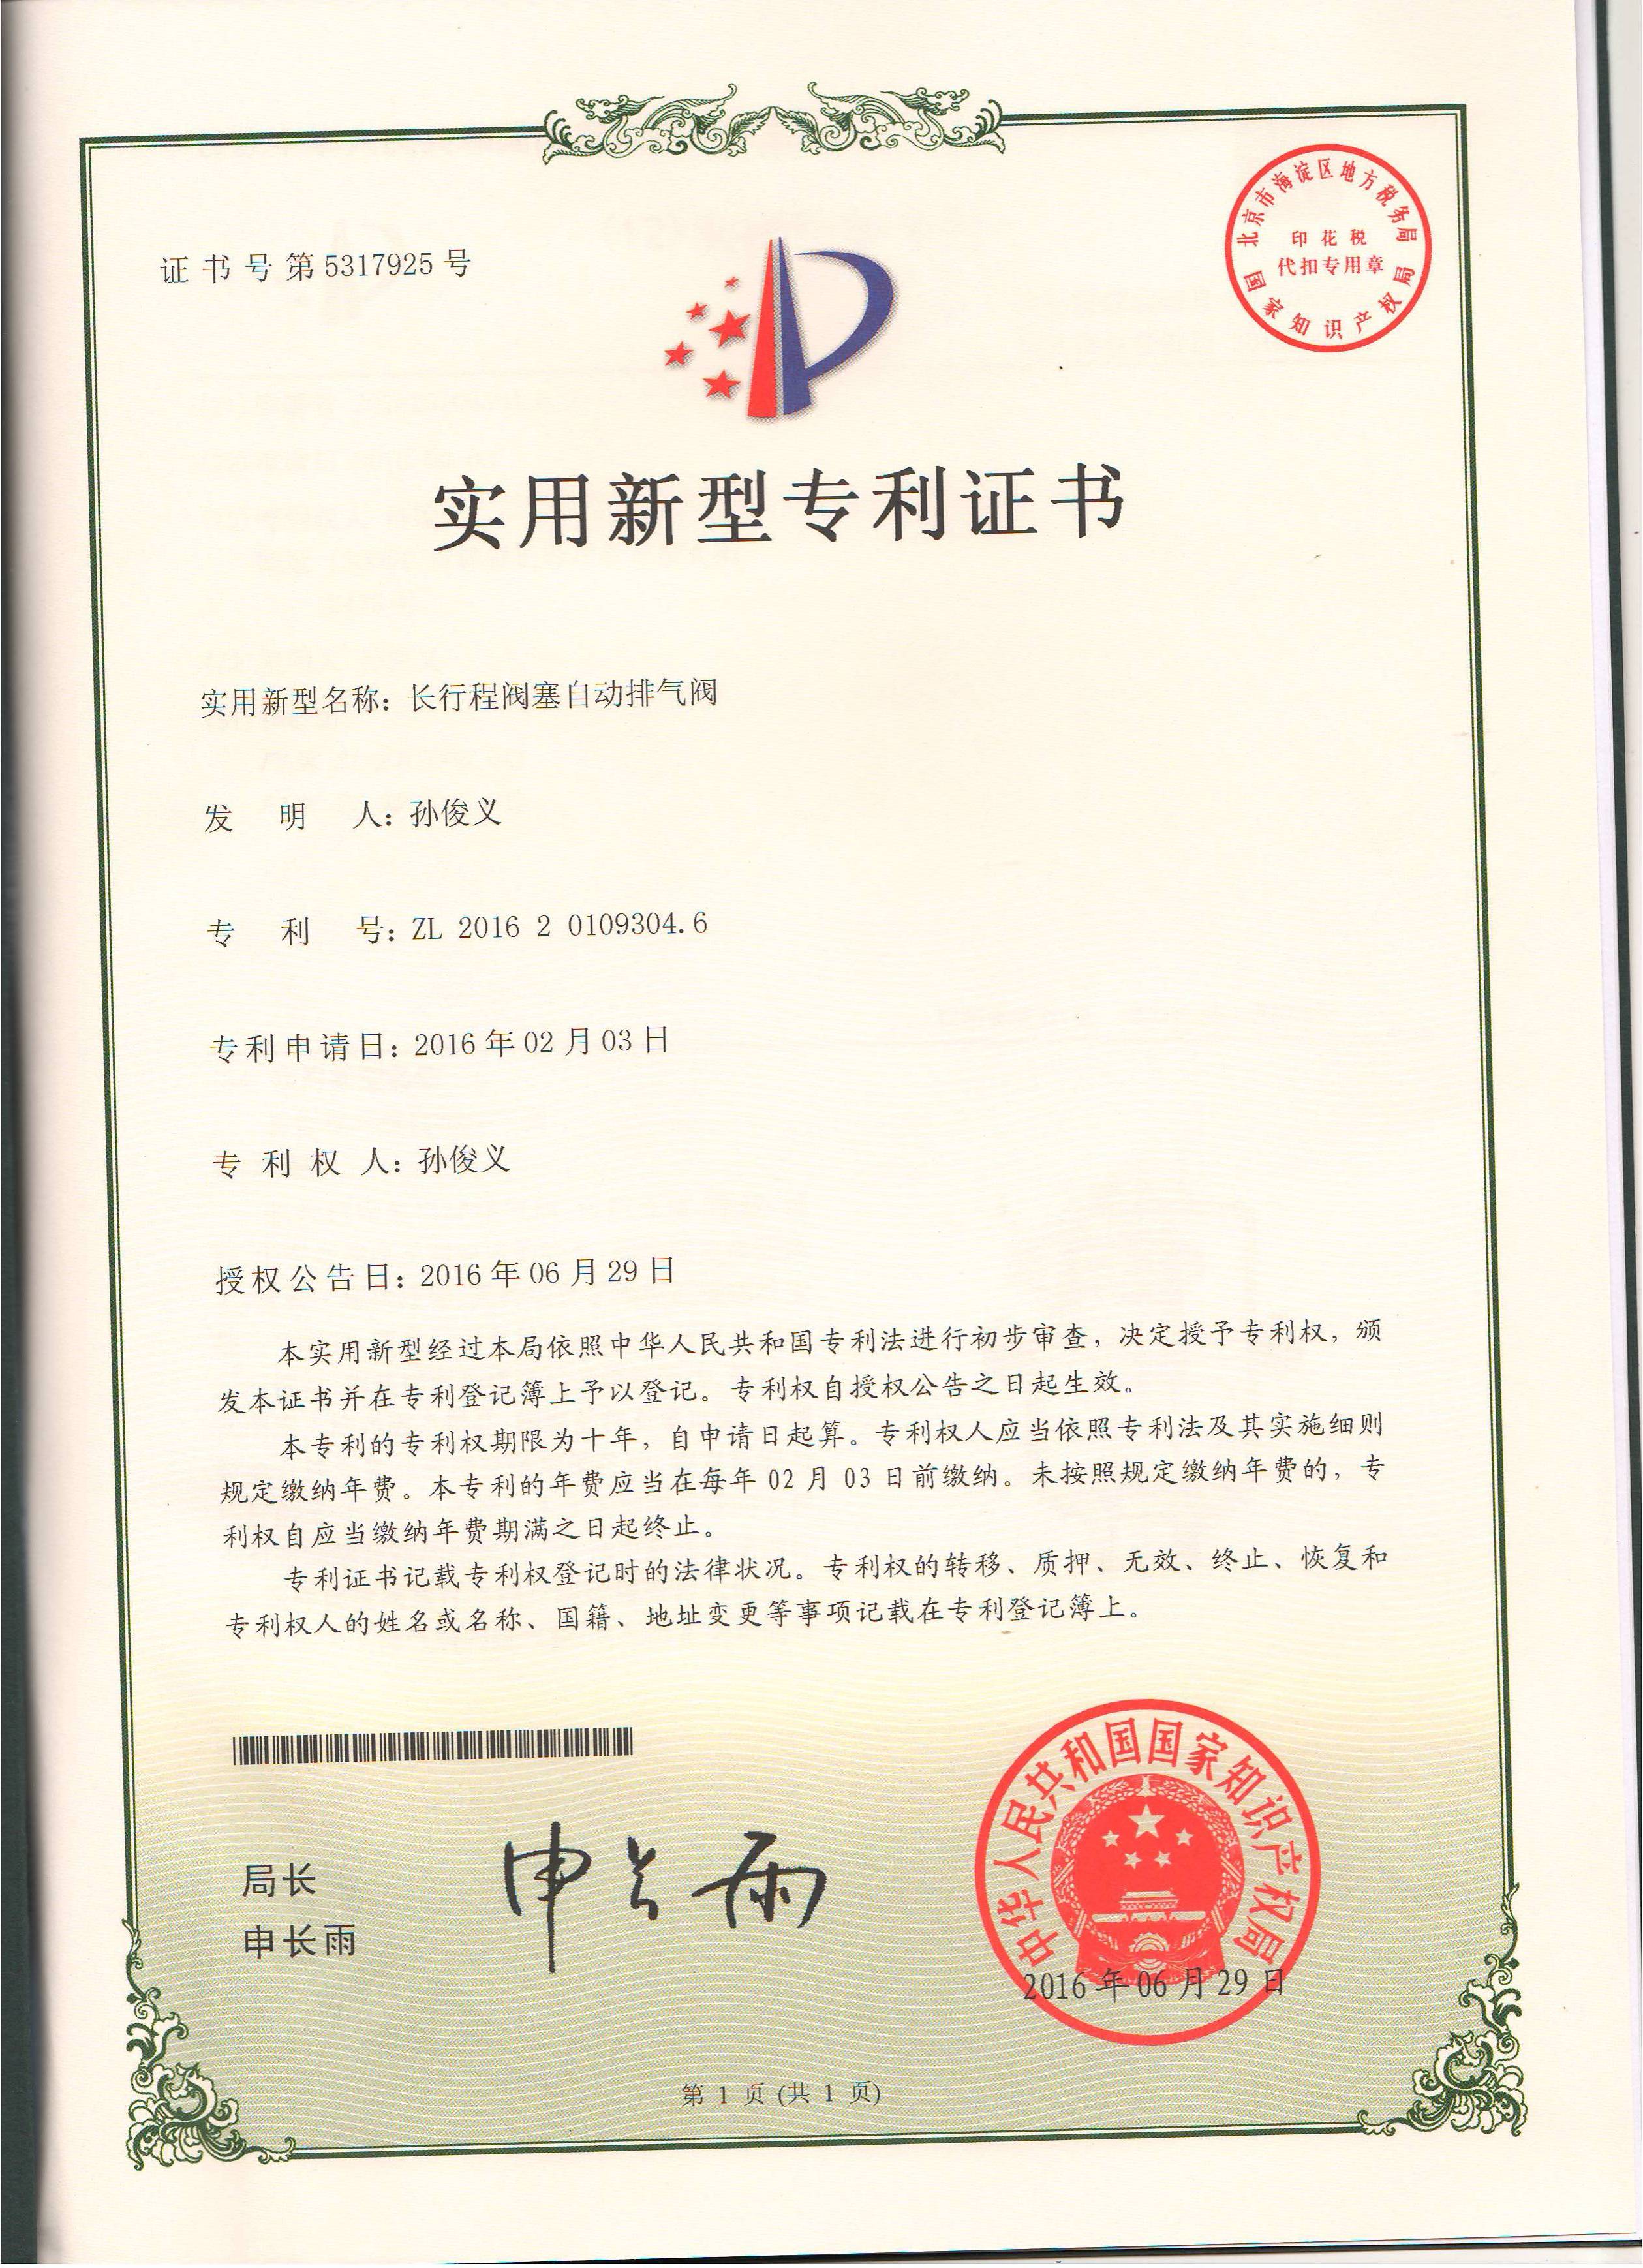 证书号第5317925号
北京市海淀区地方税务局
印花税
代扣专用章
国家知识产权局
实用新型专利证书
实用新型名称：长行程阀塞自动排气阀
发明人：孙俊义
专利号：ZL 2016 2 0109304.6
专利申请日：2016年02月03日
专利权人：孙俊义
授权公告日：2016年06月29日
本实用新型经过本局依照中华人民共和国专利法进行初步审查，决定授予专利权，颁
发本证书并在专利登记簿上予以登记。专利权自授权公告之日起生效。
本专利的专利权期限为十年，自申请日起算。专利权人应当依照专利法及其实施细则
规定缴纳年费。本专利的年费应当在每年02月03日前缴纳。未按照规定缴纳年费的，专
利权自应当缴纳年费期满之日起终止。
专利证书记载专利权登记时的法律状况。专利权的转移、质押、无效、终止、恢复和
专利权人的姓名或名称、国籍、地址变更等事项记载在专利登记簿上。
局长
申长雨
申长雨
中华人民共和国国家知识产权局
2016年06月29日
第 1 页 (共 1 页)